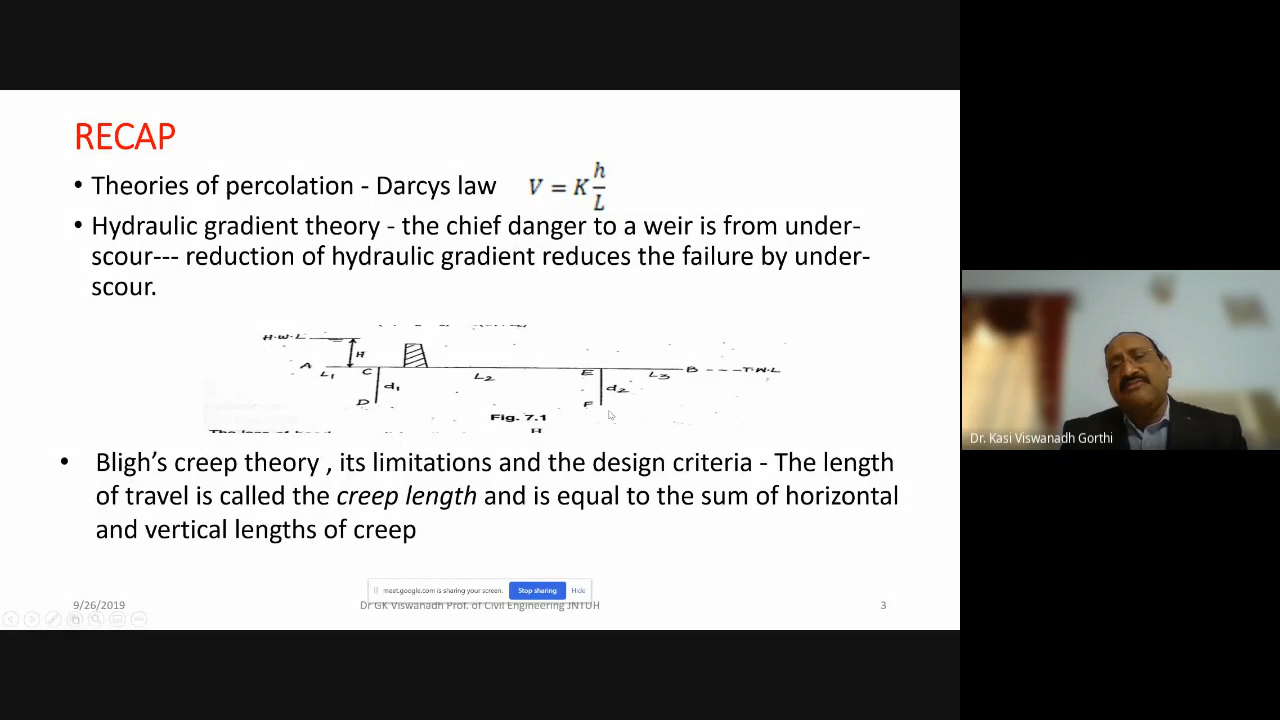 RECAP
• Theories of percolation - Darcys law V = K h/L
• Hydraulic gradient theory - the chief danger to a weir is from under-
scour--- reduction of hydraulic gradient reduces the failure by under-
scour.
H.W.L
H
A L1 C L2 E L3 B T.W.L
d1 d2
D F
Fig. 7.1
H
• Bligh’s creep theory , its limitations and the design criteria - The length
of travel is called the creep length and is equal to the sum of horizontal
and vertical lengths of creep
meet.google.com is sharing your screen. Stop sharing Hide
9/26/2019 Dr GK Viswanadh Prof. of Civil Engineering JNTUH 3
Dr. Kasi Viswanadh Gorthi